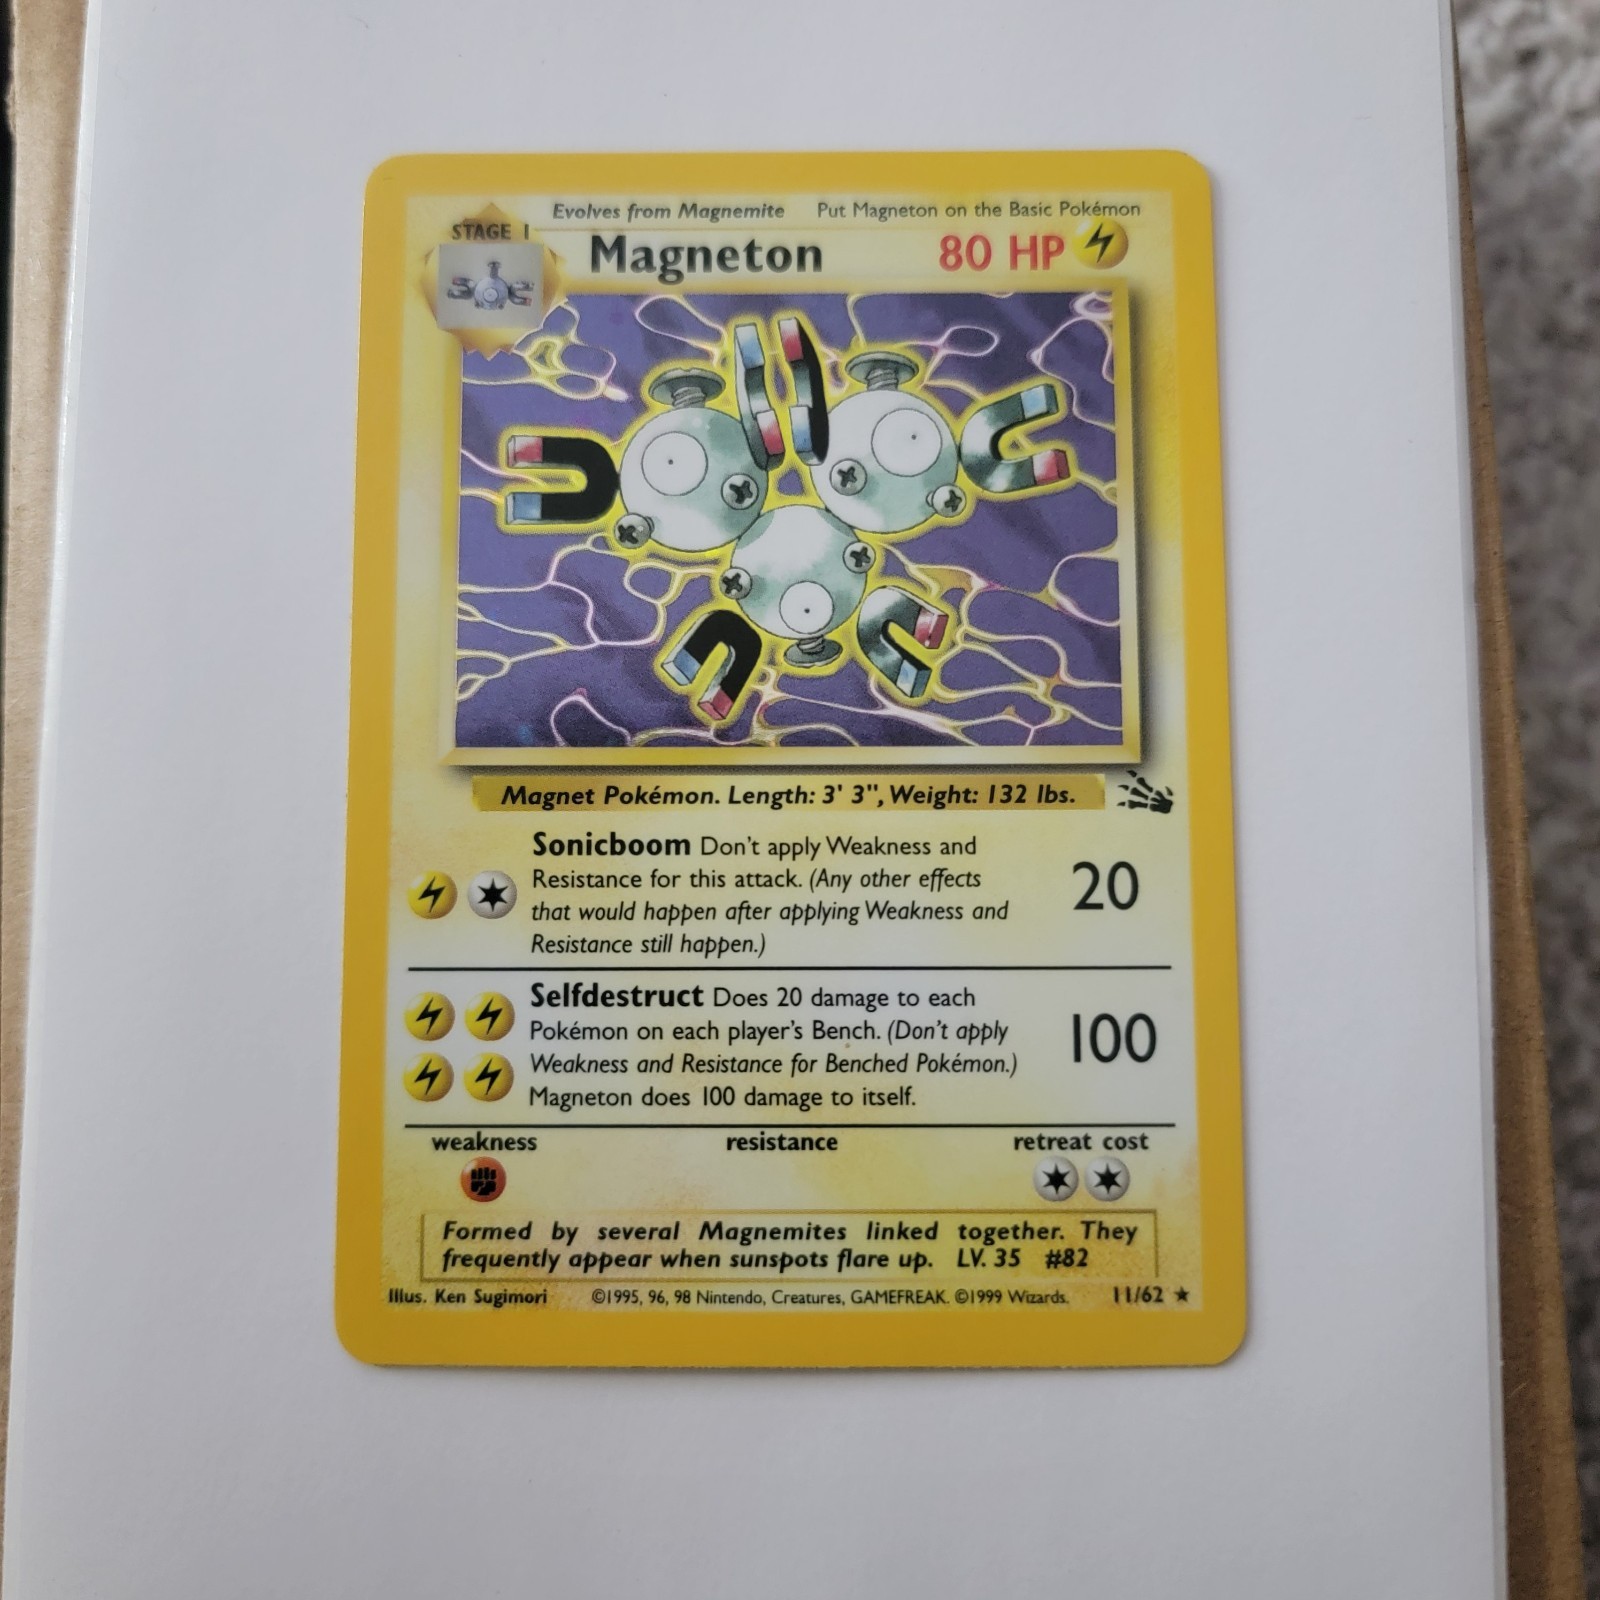 Evolves from Magnemite Put Magneton on the Basic Pokémon
STAGE 1
Magneton 80 HP
Magnet Pokémon. Length: 3' 3", Weight: 132 lbs.
Sonicboom Don't apply Weakness and
Resistance for this attack. (Any other effects
that would happen after applying Weakness and
Resistance still happen.)
20
Selfdestruct Does 20 damage to each
Pokémon on each player's Bench. (Don't apply
Weakness and Resistance for Benched Pokémon.)
Magneton does 100 damage to itself.
100
weakness resistance retreat cost
Formed by several Magnemites linked together. They
frequently appear when sunspots flare up. LV. 35 #82
Illus. Ken Sugimori ©1995, 96, 98 Nintendo, Creatures, GAMEFREAK. ©1999 Wizards. 11/62 ★